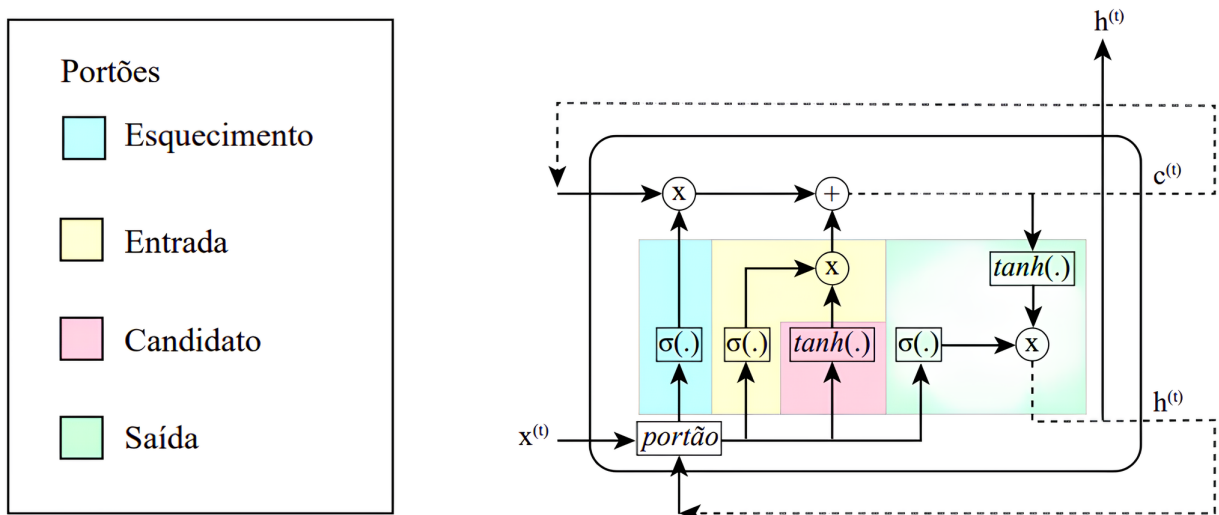 Portões
Esquecimento
Entrada
Candidato
Saída
h(t)
c(t)
x
+
x
tanh(.)
σ(.)
σ(.)
tanh(.)
σ(.)
x
h(t)
x(t)
portão